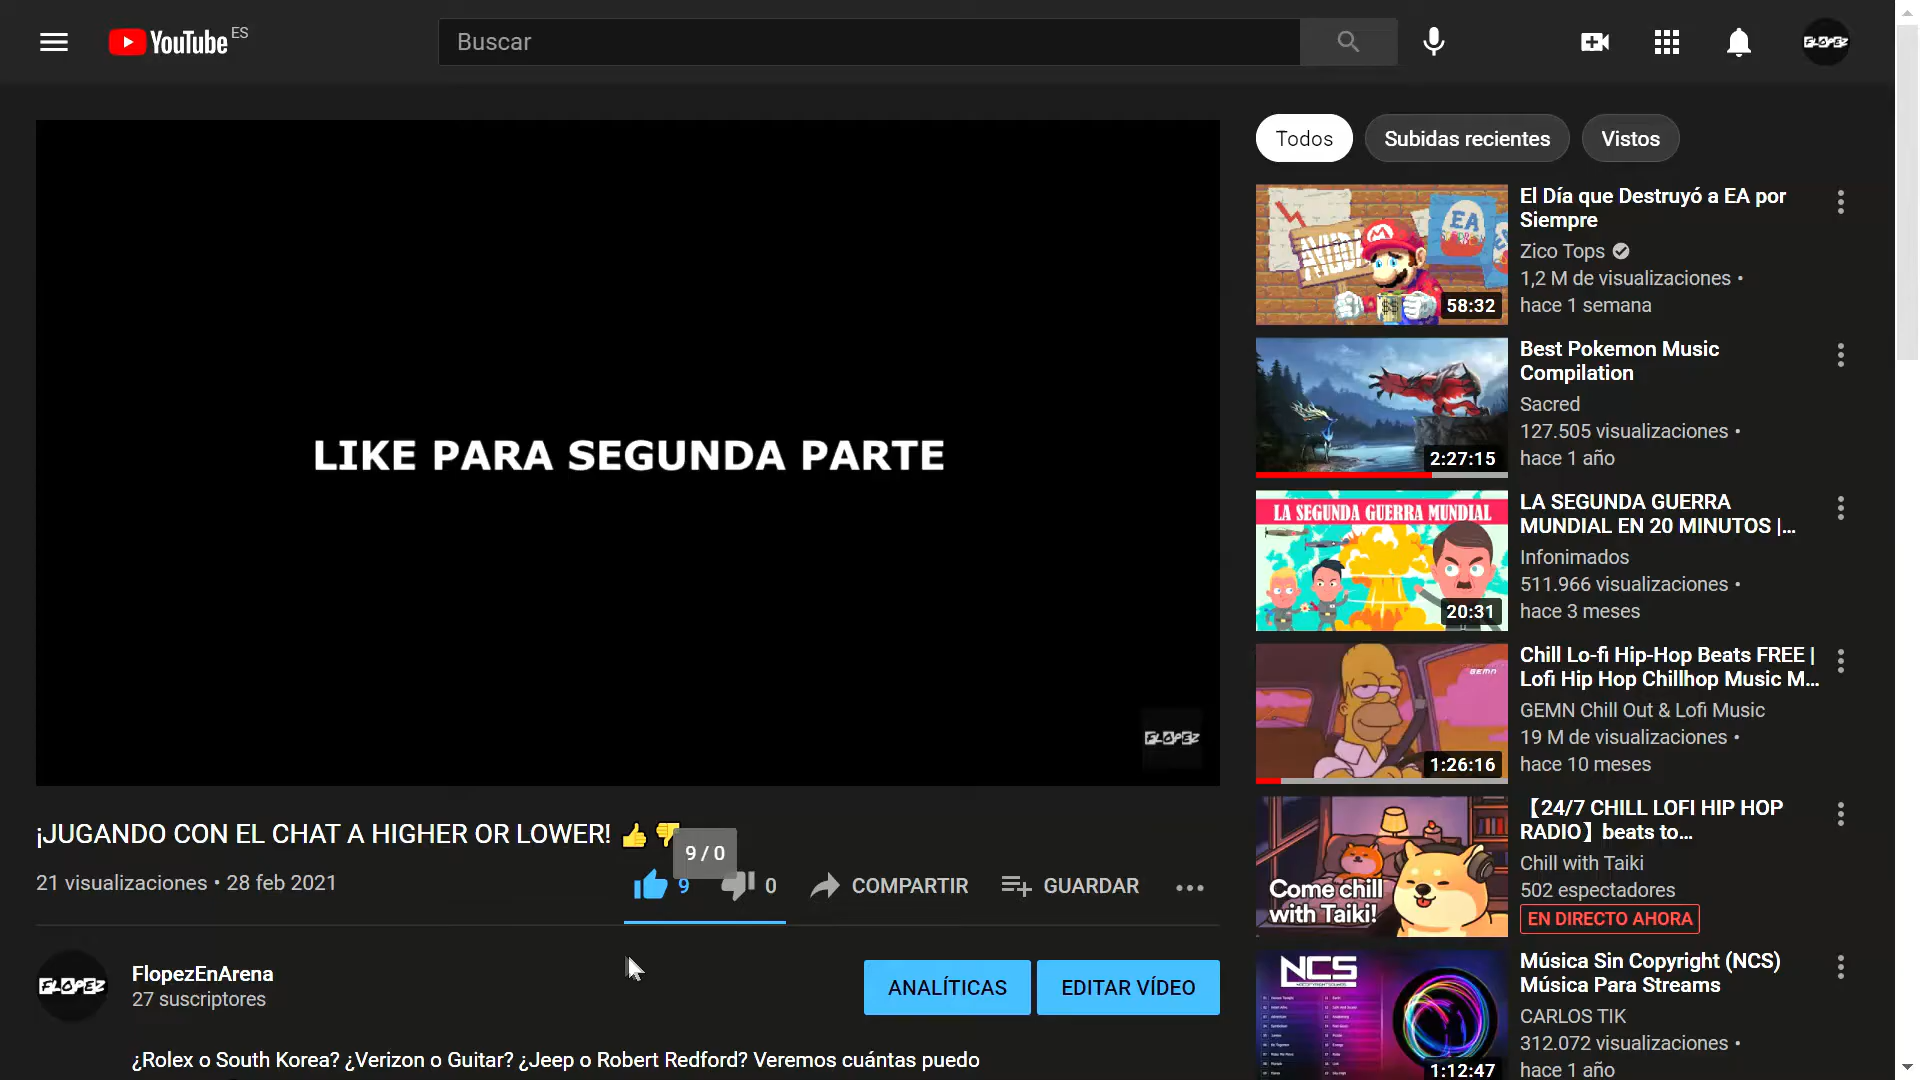 YouTube ES
Buscar
FLOPEZ
LIKE PARA SEGUNDA PARTE
FLOPEZ
¡JUGANDO CON EL CHAT A HIGHER OR LOWER! 👍👎
9 / 0
21 visualizaciones • 28 feb 2021
9
0
COMPARTIR
GUARDAR
FLOPEZ
FlopezEnArena
27 suscriptores
ANALÍTICAS
EDITAR VÍDEO
¿Rolex o South Korea? ¿Verizon o Guitar? ¿Jeep o Robert Redford? Veremos cuántas puedo
Todos
Subidas recientes
Vistos
EA
58:32
El Día que Destruyó a EA por
Siempre
Zico Tops
1,2 M de visualizaciones •
hace 1 semana
2:27:15
Best Pokemon Music
Compilation
Sacred
127.505 visualizaciones •
hace 1 año
LA SEGUNDA GUERRA MUNDIAL
20:31
LA SEGUNDA GUERRA
MUNDIAL EN 20 MINUTOS |...
Infonimados
511.966 visualizaciones •
hace 3 meses
GEMN
1:26:16
Chill Lo-fi Hip-Hop Beats FREE |
Lofi Hip Hop Chillhop Music M...
GEMN Chill Out & Lofi Music
19 M de visualizaciones •
hace 10 meses
Come chill
with Taiki!
【24/7 CHILL LOFI HIP HOP
RADIO】beats to...
Chill with Taiki
502 espectadores
EN DIRECTO AHORA
NCS
1:12:47
Música Sin Copyright (NCS)
Música Para Streams
CARLOS TIK
312.072 visualizaciones •
hace 1 año